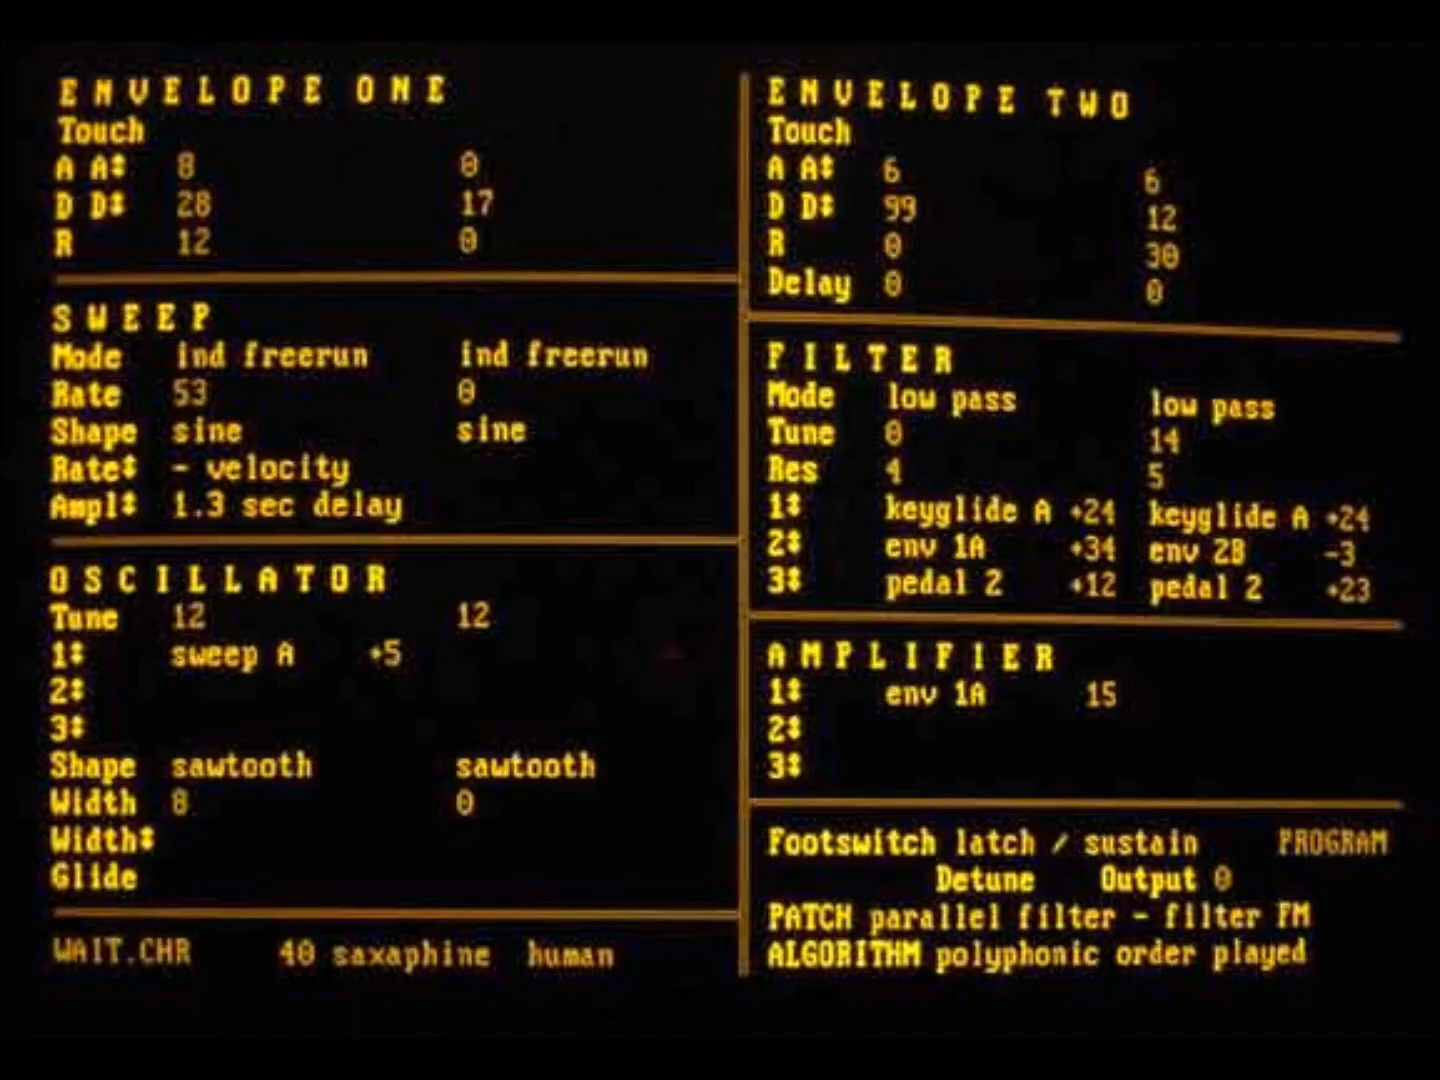 ENVELOPE ONE
Touch
A A↕ 8 0
D D↕ 28 17
R 12 0
SWEEP
Mode ind freerun ind freerun
Rate 53 0
Shape sine sine
Rate↕ - velocity
Ampl↕ 1.3 sec delay
OSCILLATOR
Tune 12 12
1↕ sweep A +5
2↕
3↕
Shape sawtooth sawtooth
Width 8 0
Width↕
Glide
WAIT.CHR 40 saxaphine human
ENVELOPE TWO
Touch
A A↕ 6 6
D D↕ 99 12
R 0 30
Delay 0 0
FILTER
Mode low pass low pass
Tune 0 14
Res 4 5
1↕ keyglide A +24 keyglide A +24
2↕ env 1A +34 env 2B -3
3↕ pedal 2 +12 pedal 2 +23
AMPLIFIER
1↕ env 1A 15
2↕
3↕
Footswitch latch / sustain PROGRAM
Detune Output 0
PATCH parallel filter - filter FM
ALGORITHM polyphonic order played